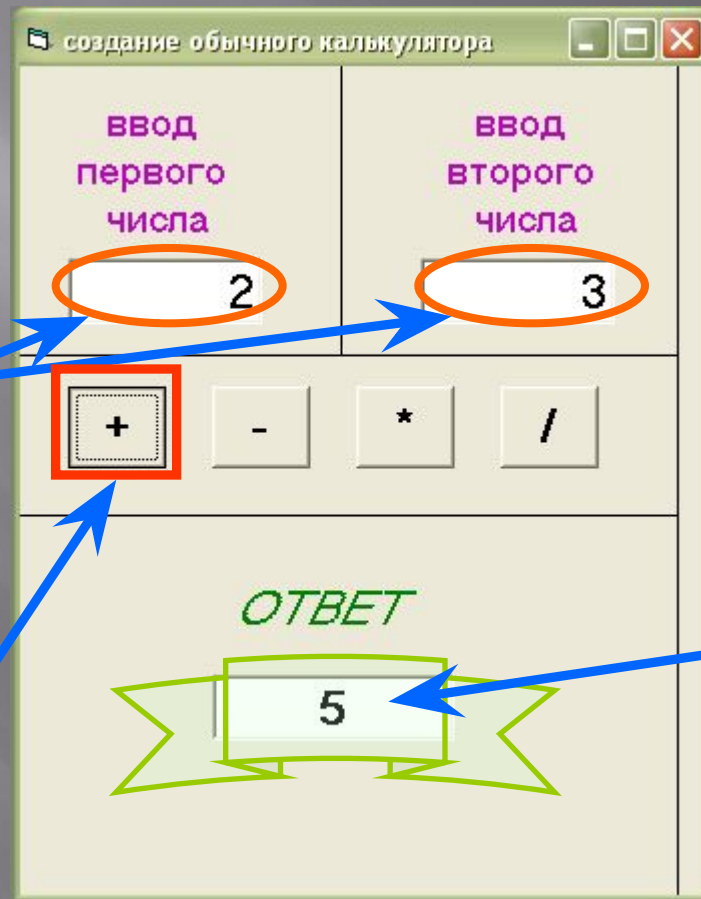 создание обычного калькулятора
ввод
первого
числа
ввод
второго
числа
2
3
+ - * /
ОТВЕТ
5